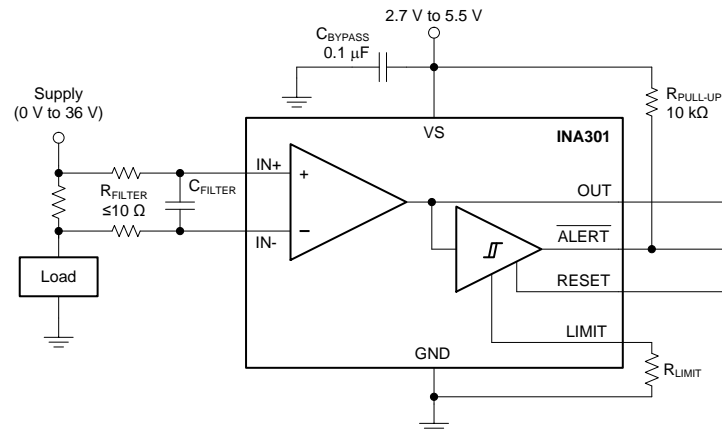 2.7 V to 5.5 V
CBYPASS
0.1 µF
Supply
(0 V to 36 V)
RPULL-UP
10 kΩ
VS
INA301
IN+
+
RFILTER
≤10 Ω
CFILTER
OUT
ALERT
IN-
−
Load
RESET
LIMIT
GND
RLIMIT